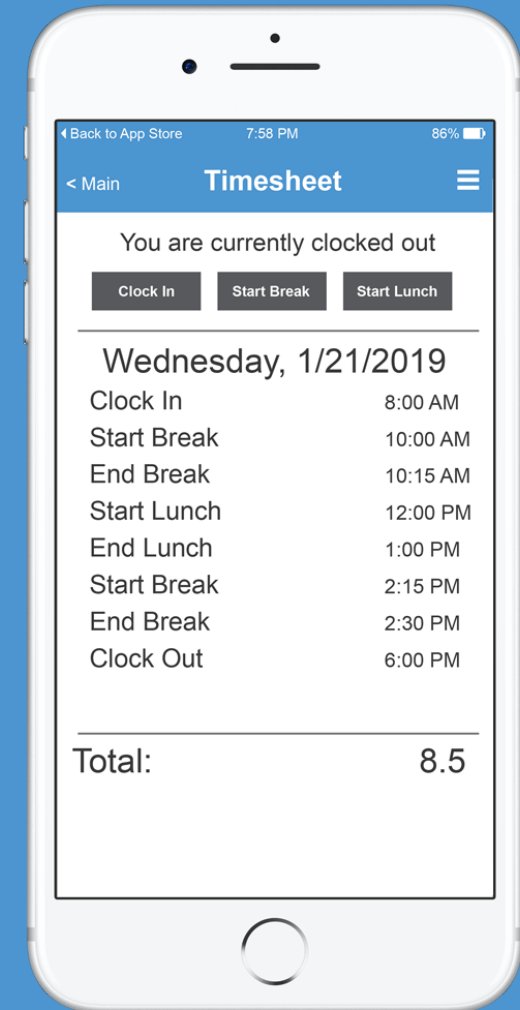 Back to App Store 7:58 PM 86%
< Main Timesheet
You are currently clocked out
Clock In Start Break Start Lunch
Wednesday, 1/21/2019
Clock In 8:00 AM
Start Break 10:00 AM
End Break 10:15 AM
Start Lunch 12:00 PM
End Lunch 1:00 PM
Start Break 2:15 PM
End Break 2:30 PM
Clock Out 6:00 PM
Total: 8.5